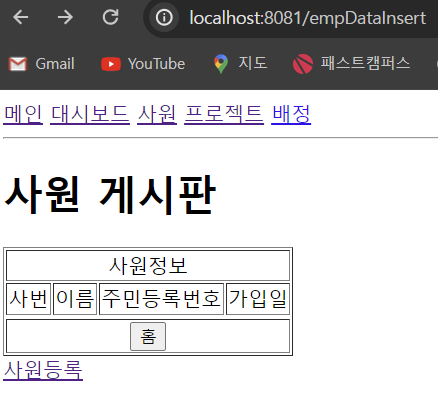 localhost:8081/empDataInsert
Gmail YouTube 지도 패스트캠퍼스
메인 대시보드 사원 프로젝트 배정
사원 게시판
사원정보
사번 이름 주민등록번호 가입일
홈
사원등록